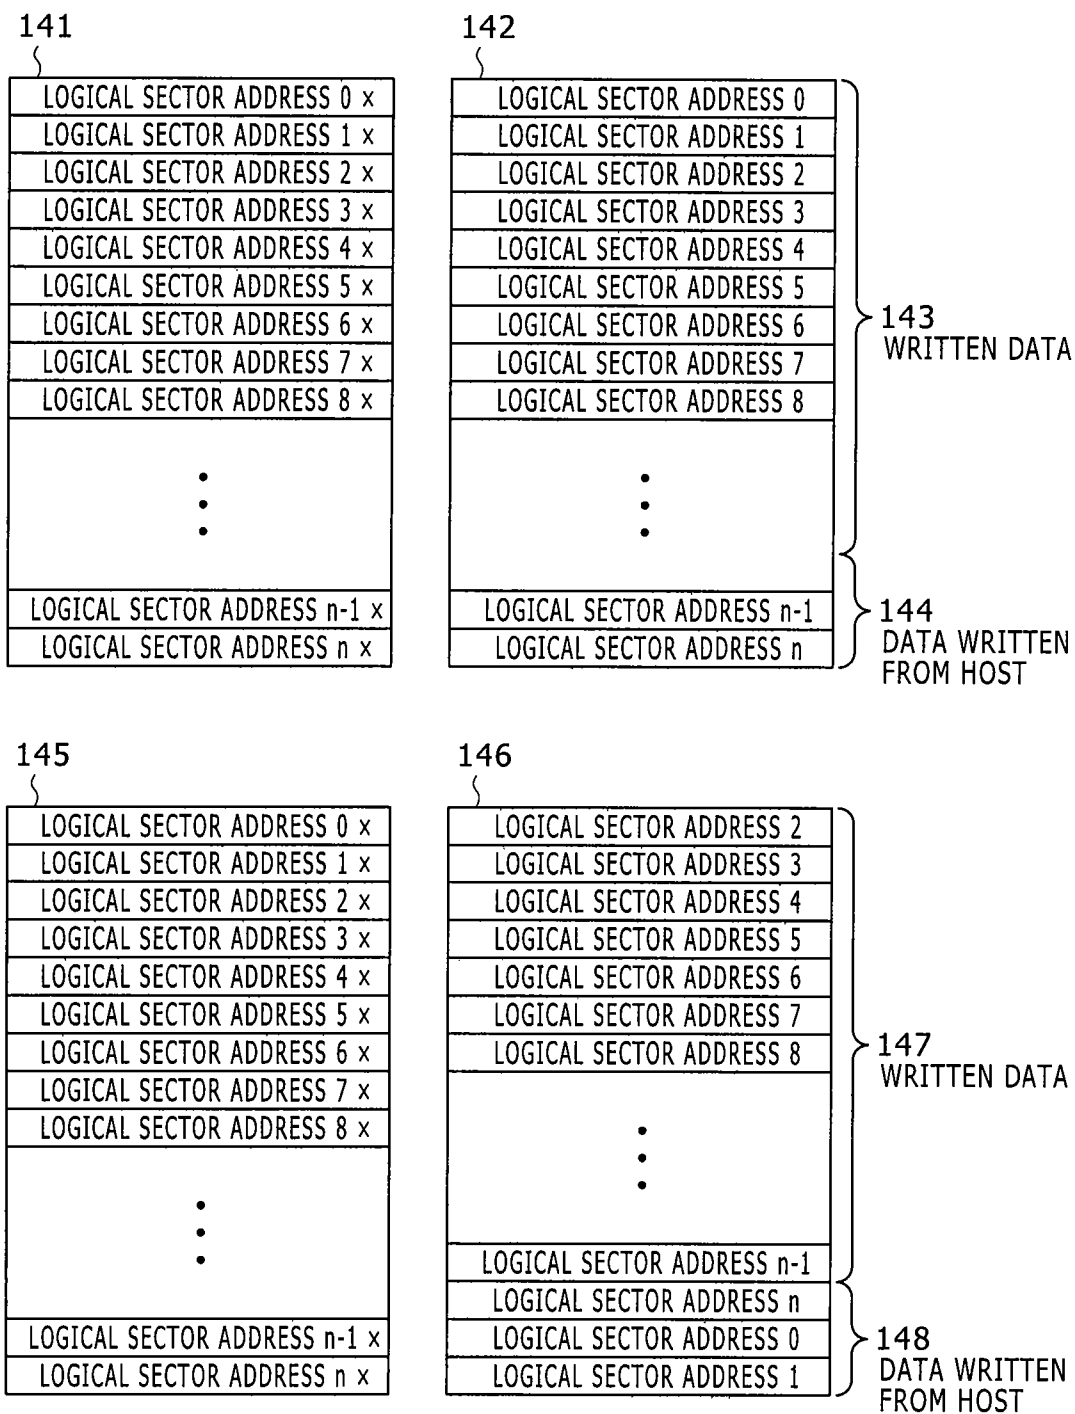 141
LOGICAL SECTOR ADDRESS 0 x
LOGICAL SECTOR ADDRESS 1 x
LOGICAL SECTOR ADDRESS 2 x
LOGICAL SECTOR ADDRESS 3 x
LOGICAL SECTOR ADDRESS 4 x
LOGICAL SECTOR ADDRESS 5 x
LOGICAL SECTOR ADDRESS 6 x
LOGICAL SECTOR ADDRESS 7 x
LOGICAL SECTOR ADDRESS 8 x
LOGICAL SECTOR ADDRESS n-1 x
LOGICAL SECTOR ADDRESS n x
142
LOGICAL SECTOR ADDRESS 0
LOGICAL SECTOR ADDRESS 1
LOGICAL SECTOR ADDRESS 2
LOGICAL SECTOR ADDRESS 3
LOGICAL SECTOR ADDRESS 4
LOGICAL SECTOR ADDRESS 5
LOGICAL SECTOR ADDRESS 6
LOGICAL SECTOR ADDRESS 7
LOGICAL SECTOR ADDRESS 8
LOGICAL SECTOR ADDRESS n-1
LOGICAL SECTOR ADDRESS n
143
WRITTEN DATA
144
DATA WRITTEN
FROM HOST
145
LOGICAL SECTOR ADDRESS 0 x
LOGICAL SECTOR ADDRESS 1 x
LOGICAL SECTOR ADDRESS 2 x
LOGICAL SECTOR ADDRESS 3 x
LOGICAL SECTOR ADDRESS 4 x
LOGICAL SECTOR ADDRESS 5 x
LOGICAL SECTOR ADDRESS 6 x
LOGICAL SECTOR ADDRESS 7 x
LOGICAL SECTOR ADDRESS 8 x
LOGICAL SECTOR ADDRESS n-1 x
LOGICAL SECTOR ADDRESS n x
146
LOGICAL SECTOR ADDRESS 2
LOGICAL SECTOR ADDRESS 3
LOGICAL SECTOR ADDRESS 4
LOGICAL SECTOR ADDRESS 5
LOGICAL SECTOR ADDRESS 6
LOGICAL SECTOR ADDRESS 7
LOGICAL SECTOR ADDRESS 8
LOGICAL SECTOR ADDRESS n-1
LOGICAL SECTOR ADDRESS n
LOGICAL SECTOR ADDRESS 0
LOGICAL SECTOR ADDRESS 1
147
WRITTEN DATA
148
DATA WRITTEN
FROM HOST